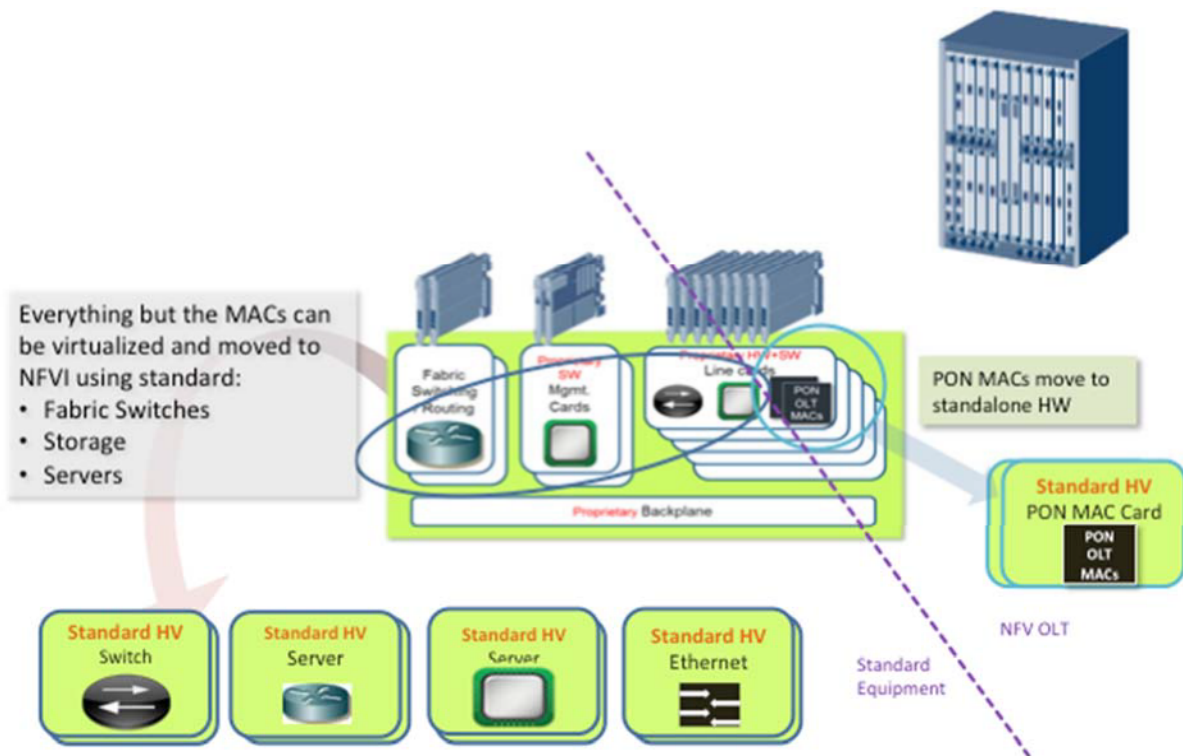 Everything but the MACs can
be virtualized and moved to
NFVI using standard:
• Fabric Switches
• Storage
• Servers
Fabric
Switching
Routing
Proprietary
SW
Mgmt.
Cards
Proprietary HW+SW
Line cards
PON
OLT
MACs
Proprietary Backplane
PON MACs move to
standalone HW
Standard HV
PON MAC Card
PON
OLT
MACs
NFV OLT
Standard
Equipment
Standard HV
Switch
Standard HV
Server
Standard HV
Server
Standard HV
Ethernet